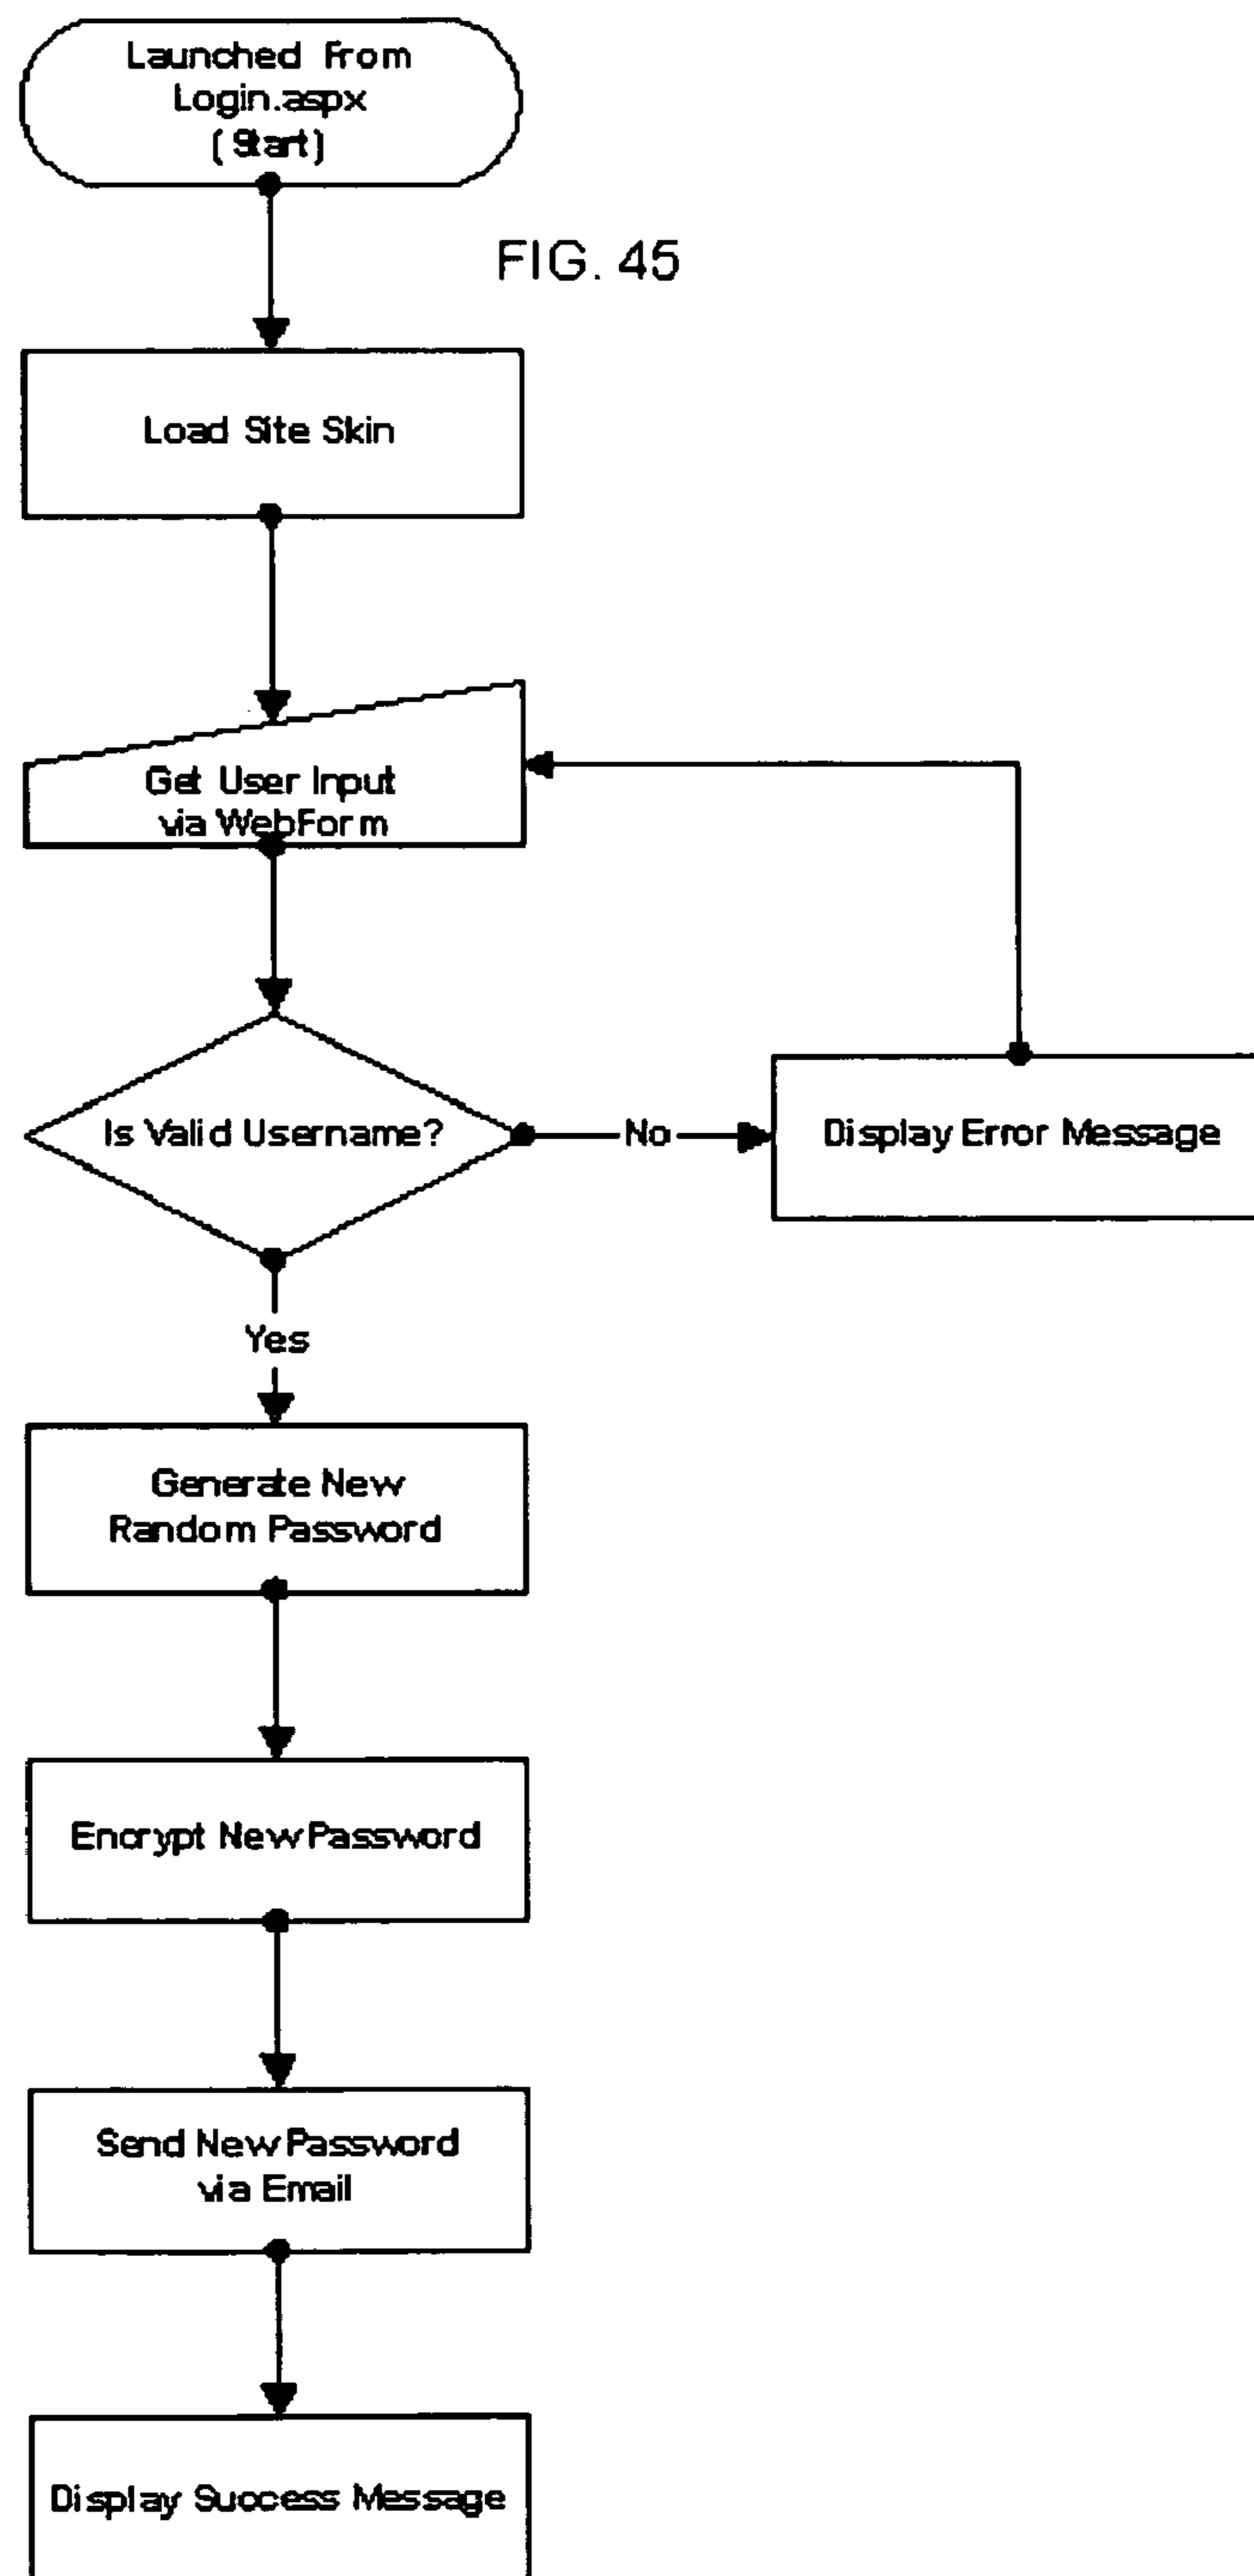 Launched From
Login.aspx
(Start)
FIG. 45
Load Site Skin
Get User Input
via WebForm
Is Valid Username?
No
Display Error Message
Yes
Generate New
Random Password
Encrypt New Password
Send New Password
via Email
Display Success Message